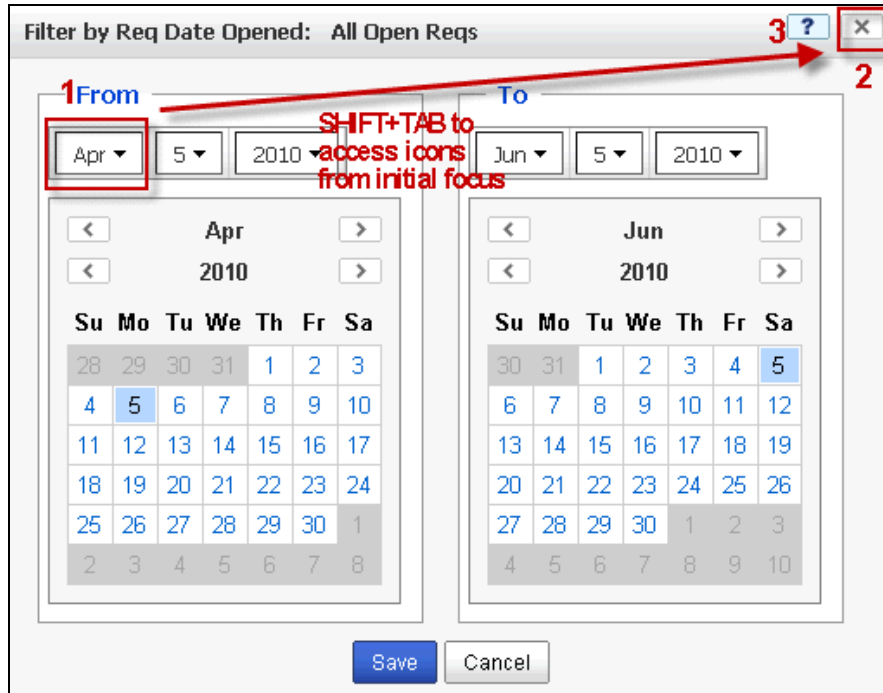 Filter by Req Date Opened: All Open Reqs
3 ?
2
1 From
To
Apr 5 2010
SHIFT+TAB to
access icons
from initial focus
Jun 5 2010
Apr
2010
Su Mo Tu We Th Fr Sa
28 29 30 31 1 2 3
4 5 6 7 8 9 10
11 12 13 14 15 16 17
18 19 20 21 22 23 24
25 26 27 28 29 30 1
2 3 4 5 6 7 8
Jun
2010
Su Mo Tu We Th Fr Sa
30 31 1 2 3 4 5
6 7 8 9 10 11 12
13 14 15 16 17 18 19
20 21 22 23 24 25 26
27 28 29 30 1 2 3
4 5 6 7 8 9 10
Save Cancel